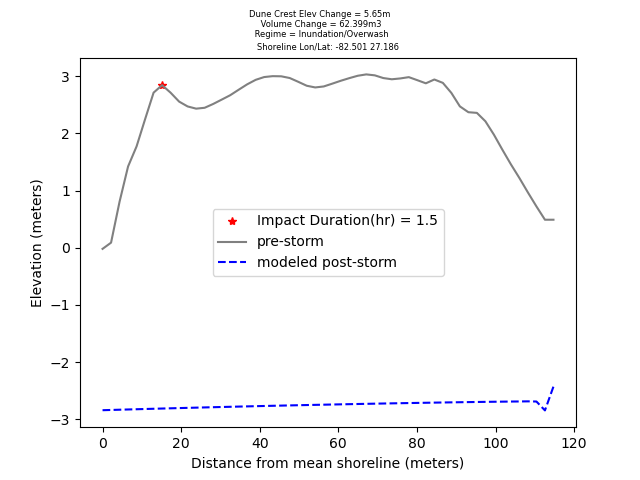 Dune Crest Elev Change = 5.65m
Volume Change = 62.399m3
Regime = Inundation/Overwash
Shoreline Lon/Lat: -82.501 27.186
3
2
1
0
−1
−2
−3
Elevation (meters)
Impact Duration(hr) = 1.5
pre-storm
modeled post-storm
0 20 40 60 80 100 120
Distance from mean shoreline (meters)